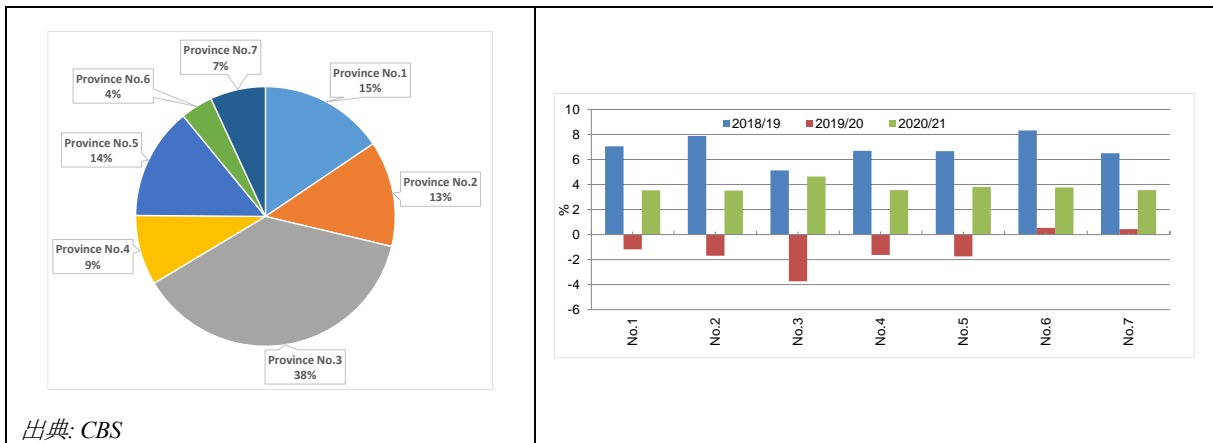 Province No.7
7%
Province No.6
4%
Province No.1
15%
Province No.5
14%
Province No.2
13%
Province No.4
9%
Province No.3
38%
出典: CBS
10
8
6
4
2
0
-2
-4
-6
%
2018/19 2019/20 2020/21
No.1 No.2 No.3 No.4 No.5 No.6 No.7